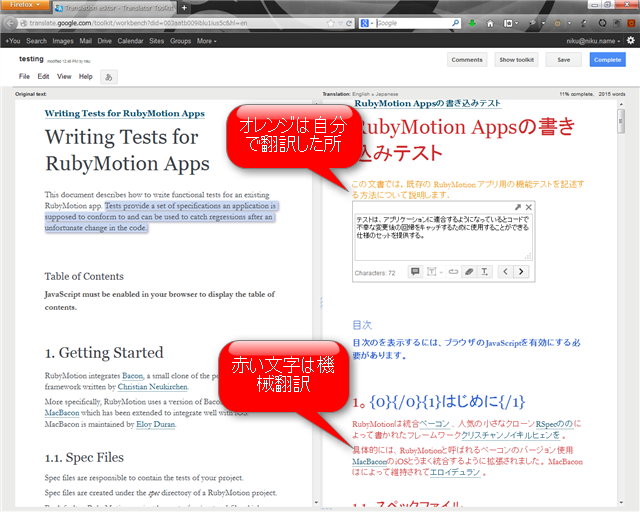 Firefox
Translation editor - Translator Toolkit
translate.google.com/toolkit/workbench?did=003aafb009ibluI1us5c&hl=en
Google
+You Search Images Mail Drive Calendar Sites Groups More
niku@niku.name
testing
modified 12:46 PM by niku
Comments Show toolkit Save Complete
File Edit View Help あ
Original text:
Translation: English » Japanese
11% complete, 2015 words
Writing Tests for RubyMotion Apps
Writing Tests for
RubyMotion Apps
This document describes how to write functional tests for an existing
RubyMotion app. Tests provide a set of specifications an application is
supposed to conform to and can be used to catch regressions after an
unfortunate change in the code.
Table of Contents
JavaScript must be enabled in your browser to display the table of
contents.
1. Getting Started
RubyMotion integrates Bacon, a small clone of the
framework written by Christian Neukirchen.
More specifically, RubyMotion uses a version of
MacBacon which has been extended to integrate well with iOS.
MacBacon is maintained by Eloy Duran.
1.1. Spec Files
Spec files are responsible to contain the tests of your project.
Spec files are created under the spec directory of a RubyMotion project.
RubyMotion Appsの書き込みテスト
RubyMotion Appsの書き
込みテスト
オレンジは自分
で翻訳した所
この文書では、既存の RubyMotion アプリ用の機能テストを記述す
る方法について説明します.
テストは、アプリケーションに適合するようになっているとコードで
不幸な変更後の回帰をキャッチするために使用することができる
仕様のセットを提供する。
Characters: 72
目次
目次のを表示するには、ブラウザのJavaScriptを有効にする必
要があります。
赤い文字は機
械翻訳
1。{0}{/0}{1}はじめに{/1}
RubyMotionは統合ベーコン 、人気の小さなクローンRSpecののに
よって書かれたフレームワーククリスチャンノイキルヒェンを 。
具体的には、RubyMotionと呼ばれるベーコンのバージョン使用
MacBaconのiOSとうまく統合するように拡張されました。 MacBacon
はによって維持されてエロイデュラン 。
1.1. スペックファイル